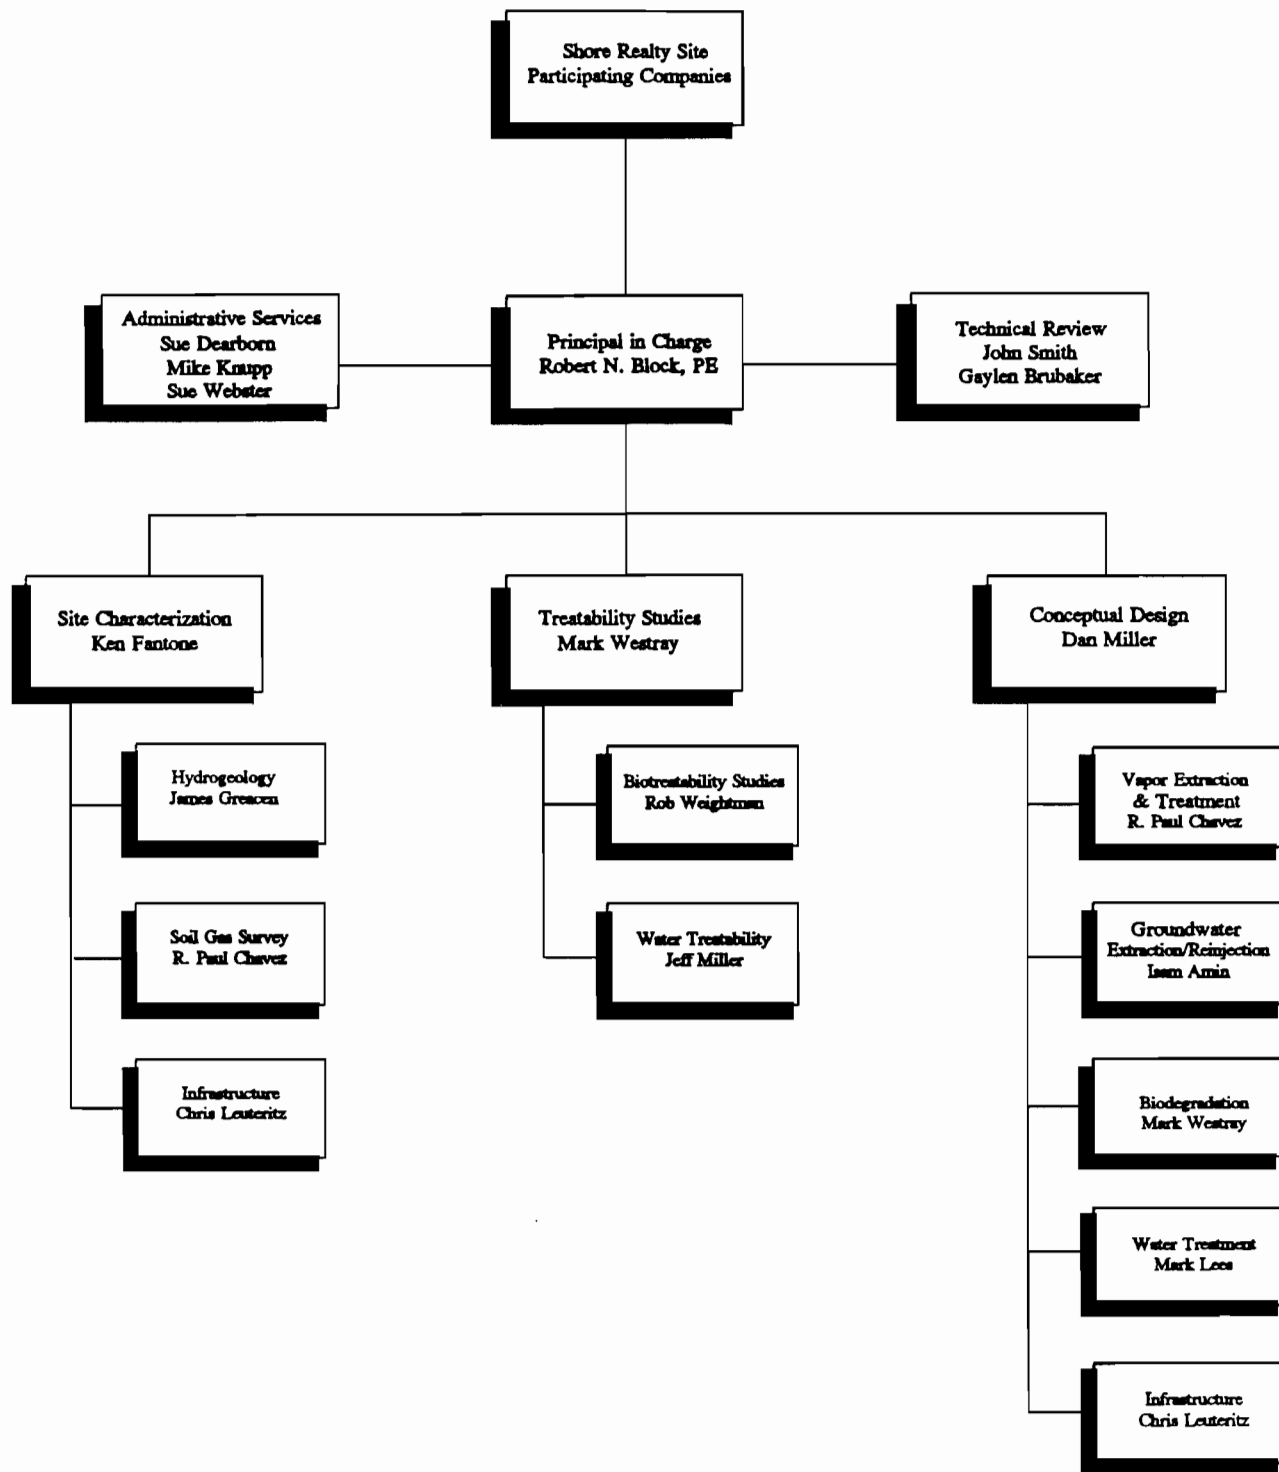 Shore Realty Site
Participating Companies
Administrative Services
Sue Dearborn
Mike Knupp
Sue Webster
Principal in Charge
Robert N. Block, PE
Technical Review
John Smith
Gaylen Brubaker
Site Characterization
Ken Fantone
Treatability Studies
Mark Westray
Conceptual Design
Dan Miller
Hydrogeology
James Greacen
Soil Gas Survey
R. Paul Chavez
Infrastructure
Chris Leuteritz
Biotreatability Studies
Rob Weightman
Water Treatability
Jeff Miller
Vapor Extraction
& Treatment
R. Paul Chavez
Groundwater
Extraction/Reinjection
Isam Amin
Biodegradation
Mark Westray
Water Treatment
Mark Lees
Infrastructure
Chris Leuteritz